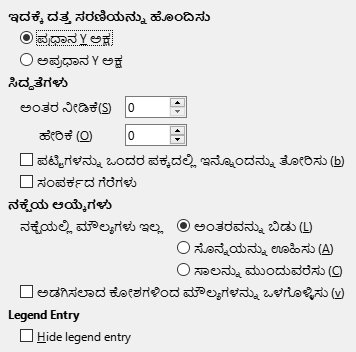 ಇದಕ್ಕೆ ದತ್ತ ಸರಣಿಯನ್ನು ಹೊಂದಿಸು
ಪ್ರಧಾನ Y ಅಕ್ಷ
ಅಪ್ರಧಾನ Y ಅಕ್ಷ
ಸಿದ್ಧತೆಗಳು
ಅಂತರ ನೀಡಿಕೆ(S) 0
ಹೇರಿಕೆ (O) 0
ಪಟ್ಟಿಗಳನ್ನು ಒಂದರ ಪಕ್ಕದಲ್ಲಿ ಇನ್ನೊಂದನ್ನು ತೋರಿಸು (b)
ಸಂಪರ್ಕದ ಗೆರೆಗಳು
ನಕ್ಷೆಯ ಆಯ್ಕೆಗಳು
ನಕ್ಷೆಯಲ್ಲಿ ಮೌಲ್ಯಗಳು ಇಲ್ಲ ಅಂತರವನ್ನು ಬಿಡು (L)
ಸೊನ್ನೆಯನ್ನು ಊಹಿಸು (A)
ಸಾಲನ್ನು ಮುಂದುವರೆಸು (C)
ಅಡಗಿಸಲಾದ ಕೋಶಗಳಿಂದ ಮೌಲ್ಯಗಳನ್ನು ಒಳಗೊಳ್ಳಿಸು (v)
Legend Entry
Hide legend entry